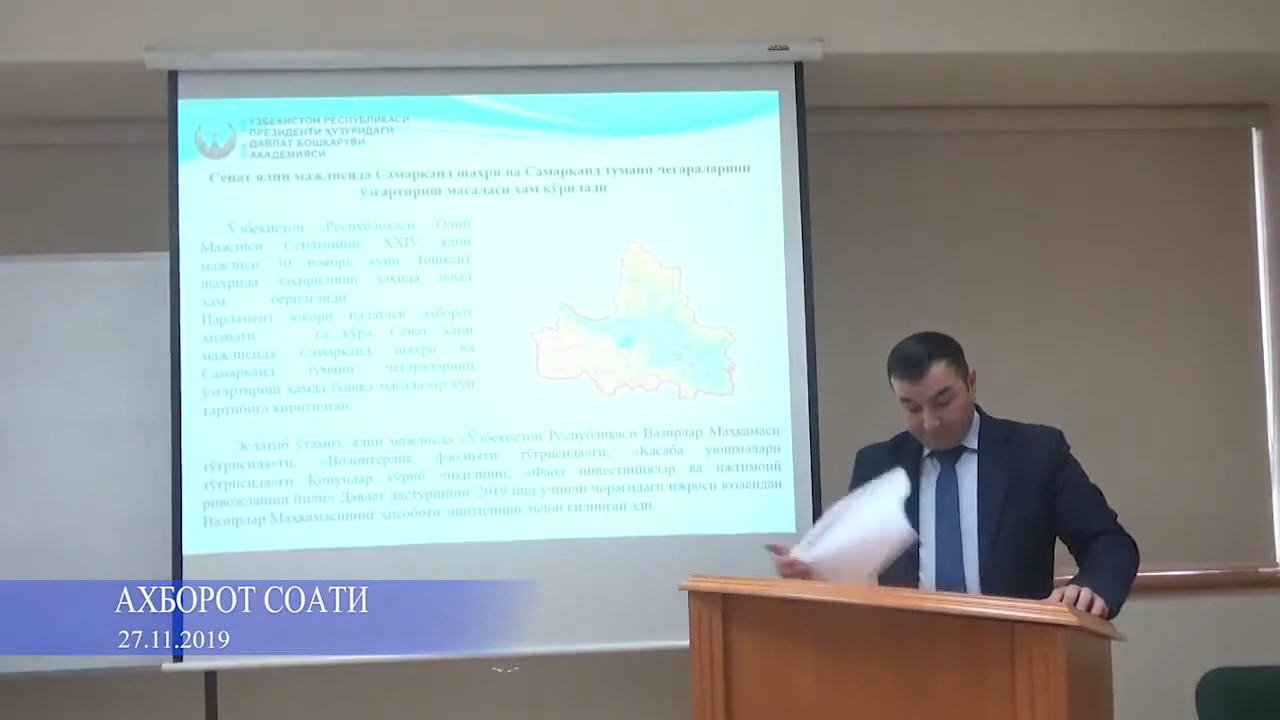 ЎЗБЕКИСТОН РЕСПУБЛИКАСИ
ПРЕЗИДЕНТИ ҲУЗУРИДАГИ
ДАВЛАТ БОШҚАРУВИ
АКАДЕМИЯСИ
Сенат ялпи мажлисида Самарқанд шаҳри ва Самарқанд тумани чегараларини
ўзгартириш масаласи ҳам кўрилади
Ўзбекистон Республикаси Олий
Мажлиси Сенатининг XXIV ялпи
мажлиси 30 ноябрь куни Тошкент
шаҳрида чақирилиши ҳақида аввал
ҳам берилганди
Парламент юқори палатаси ахборот
хизмати га кўра, Сенат ялпи
мажлисида Самарқанд шаҳри ва
Самарқанд тумани чегараларини
ўзгартириш ҳамда бошқа масалалар кун
тартибига киритилган.
Эслатиб ўтамиз, ялпи мажлисда «Ўзбекистон Республикаси Вазирлар Маҳкамаси
тўғрисида»ги, «Волонтёрлик фаолияти тўғрисида»ги, «Касаба уюшмалари
тўғрисида»ги Қонунлар кўриб чиқилиши, «Фаол инвестициялар ва ижтимоий
ривожланиш йили» Давлат дастурининг 2019 йил учинчи чорагидаги ижроси юзасидан
Вазирлар Маҳкамасининг ҳисоботи эшитилиши эълон қилинган эди.
АХБОРОТ СОАТИ
27.11.2019